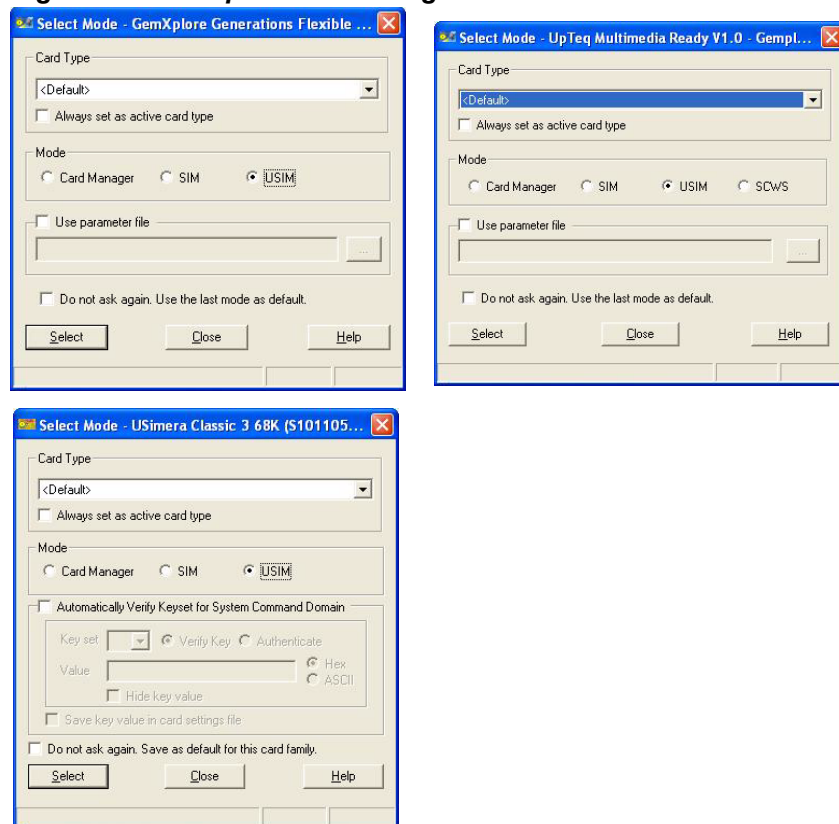 Select Mode - GemXplore Generations Flexible ...
Card Type
<Default>
Always set as active card type
Mode
Card Manager SIM USIM
Use parameter file
...
Do not ask again. Use the last mode as default.
Select Close Help
Select Mode - UpTeq Multimedia Ready V1.0 - Gempl...
Card Type
<Default>
Always set as active card type
Mode
Card Manager SIM USIM SCWS
Use parameter file
...
Do not ask again. Use the last mode as default.
Select Close Help
Select Mode - USimera Classic 3 68K (S101105...
Card Type
<Default>
Always set as active card type
Mode
Card Manager SIM USIM
Automatically Verify Keyset for System Command Domain
Key set Verify Key Authenticate
Value Hex
ASCII
Hide key value
Save key value in card settings file
Do not ask again. Save as default for this card family.
Select Close Help